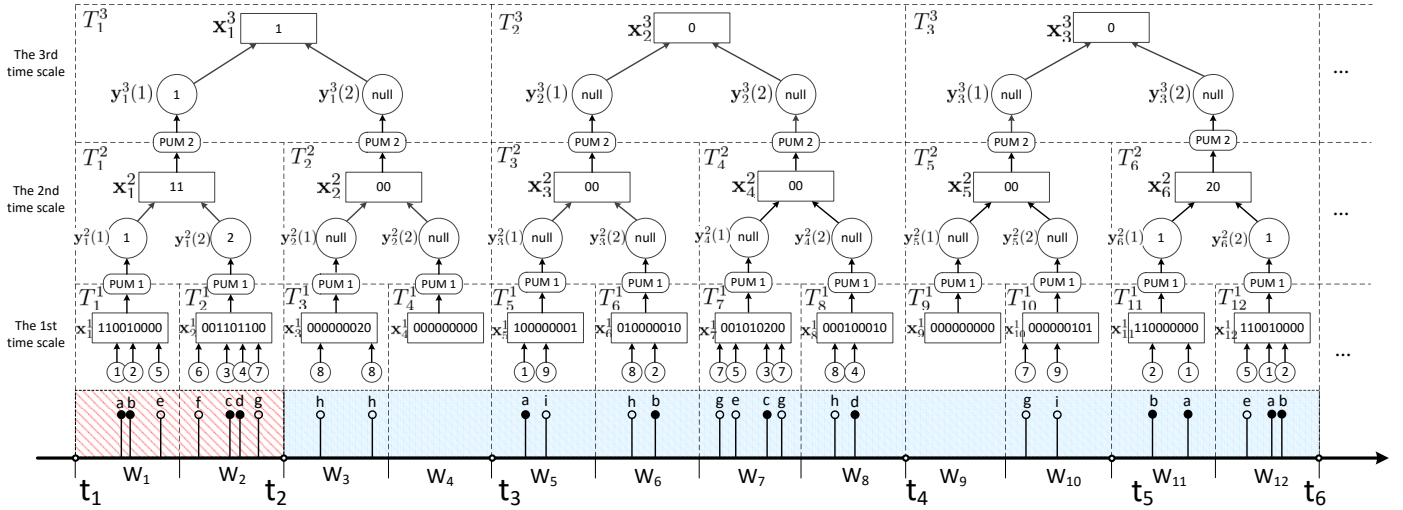 T₁³ x₁³ 1 T₂³ x₂³ 0 T₃³ x₃³ 0
The 3rd
time scale
y₁³(1) 1 y₁³(2) null y₂³(1) null y₂³(2) null y₃³(1) null y₃³(2) null ...
PUM 2 PUM 2 PUM 2 PUM 2 PUM 2 PUM 2
T₁² T₂² T₃² T₄² T₅² T₆²
The 2nd
time scale
x₁² 11 x₂² 00 x₃² 00 x₄² 00 x₅² 00 x₆² 20 ...
y₁²(1) 1 y₁²(2) 2 y₂²(1) null y₂²(2) null y₃²(1) null y₃²(2) null y₄²(1) null y₄²(2) null y₅²(1) null y₅²(2) null y₆²(1) 1 y₆²(2) 1
PUM 1 PUM 1 PUM 1 PUM 1 PUM 1 PUM 1 PUM 1 PUM 1 PUM 1 PUM 1 PUM 1 PUM 1
T₁¹ T₂¹ T₃¹ T₄¹ T₅¹ T₆¹ T₇¹ T₈¹ T₉¹ T₁₀¹ T₁₁¹ T₁₂¹
The 1st
time scale
x₁¹ 110010000 x₂¹ 001101100 x₃¹ 000000020 x₄¹ 000000000 x₅¹ 100000001 x₆¹ 010000010 x₇¹ 001010200 x₈¹ 000100010 x₉¹ 000000000 x₁₀¹ 000000101 x₁₁¹ 110000000 x₁₂¹ 110010000 ...
1 2 5 6 3 4 7 8 8 1 9 8 2 7 5 3 7 8 4 7 9 2 1 5 1 2
a b e f c d g h h a i h b g e c g h d g i b a e a b
W₁ W₂ W₃ W₄ W₅ W₆ W₇ W₈ W₉ W₁₀ W₁₁ W₁₂
t₁ t₂ t₃ t₄ t₅ t₆